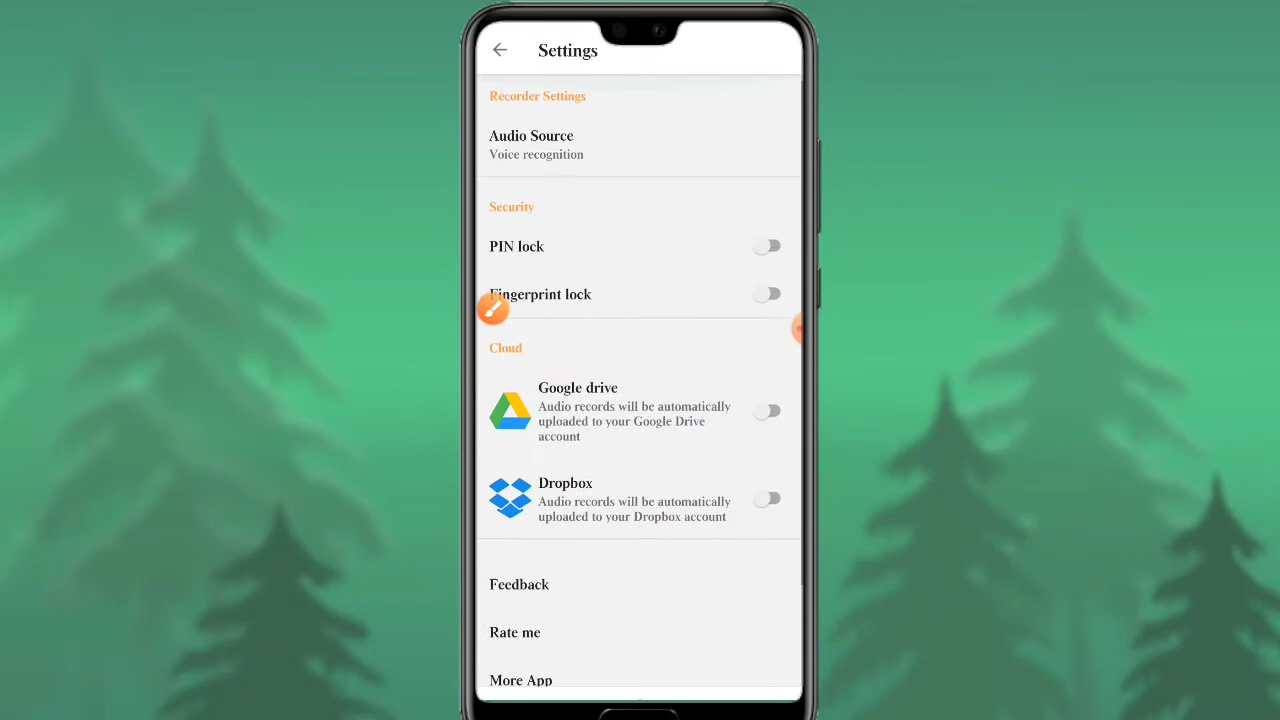 Settings
Recorder Settings
Audio Source
Voice recognition
Security
PIN lock
Fingerprint lock
Cloud
Google drive
Audio records will be automatically
uploaded to your Google Drive
account
Dropbox
Audio records will be automatically
uploaded to your Dropbox account
Feedback
Rate me
More App